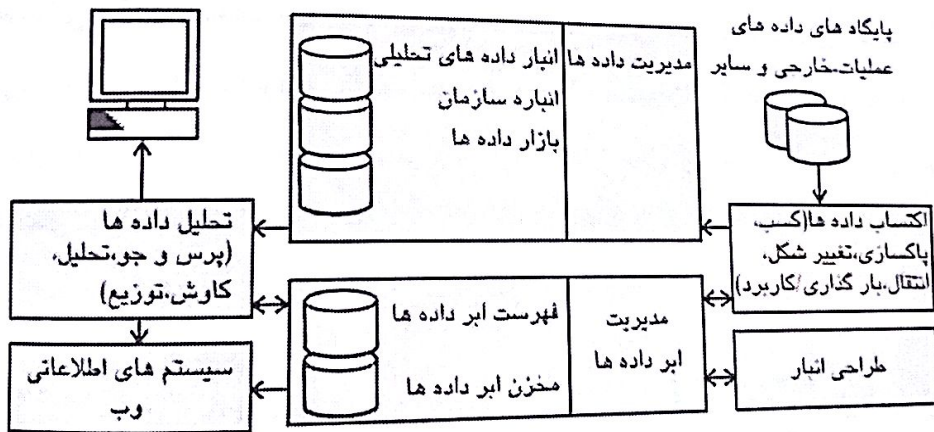 پایگاه های داده های
عملیات،خارجی و سایر
مدیریت داده ها
انبار داده های تحلیلی
انباره سازمان
بازار داده ها
اکتساب داده ها(کسب،
پاکسازی،تغییر شکل،
انتقال،بار گذاری/کاربرد)
تحلیل داده ها
(پرس و جو،تحلیل،
کاوش،توزیع)
مدیریت
ابر داده ها
فهرست ابر داده ها
مخزن ابر داده ها
طراحی انبار
سیستم های اطلاعاتی
وب